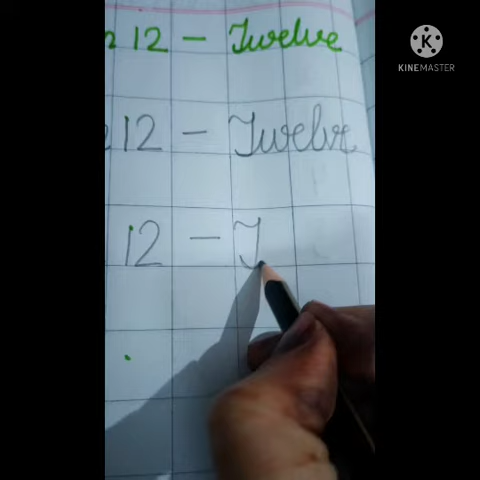 12 - Twelve
12 - Twelve
12 - T
K
KINEMASTER